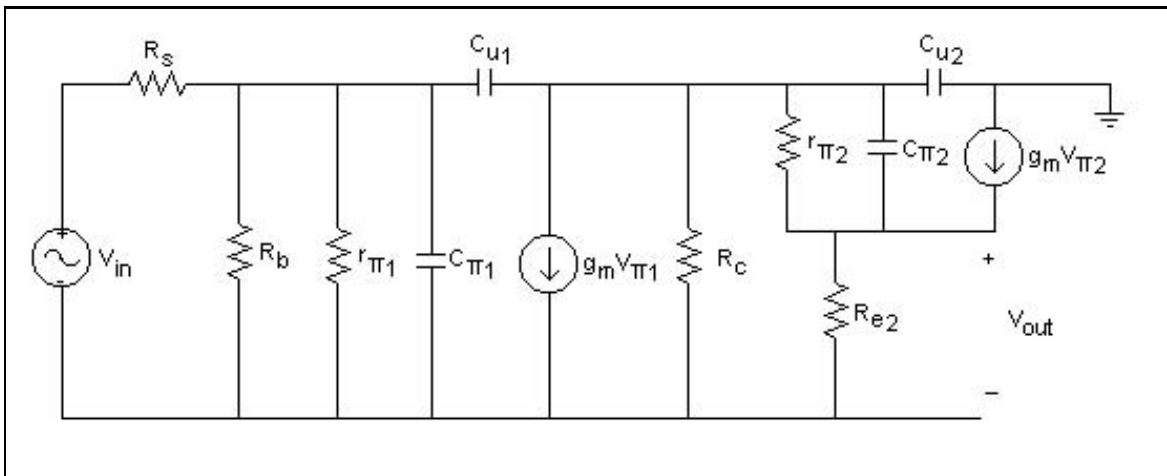 Rs
Cu1
Cu2
rπ2
Cπ2
gmVπ2
+
Vin
-
Rb
rπ1
Cπ1
gmVπ1
Rc
+
Re2
Vout
-